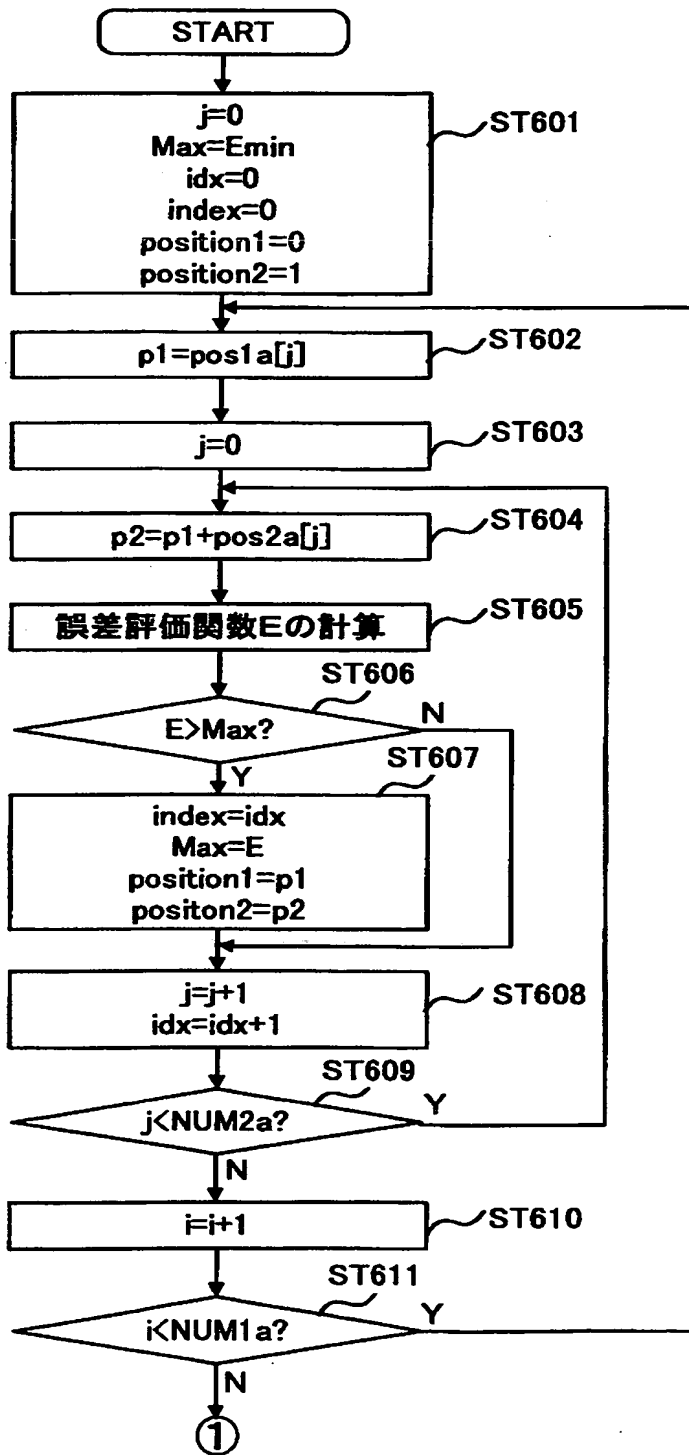 START
j=0
Max=Emin
idx=0
index=0
position1=0
position2=1
ST601
p1=pos1a[j]
ST602
j=0
ST603
p2=p1+pos2a[j]
ST604
誤差評価関数Eの計算
ST605
ST606
E>Max?
N
Y
ST607
index=idx
Max=E
position1=p1
positon2=p2
j=j+1
idx=idx+1
ST608
ST609
j<NUM2a?
Y
N
i=i+1
ST610
ST611
i<NUM1a?
Y
N
①